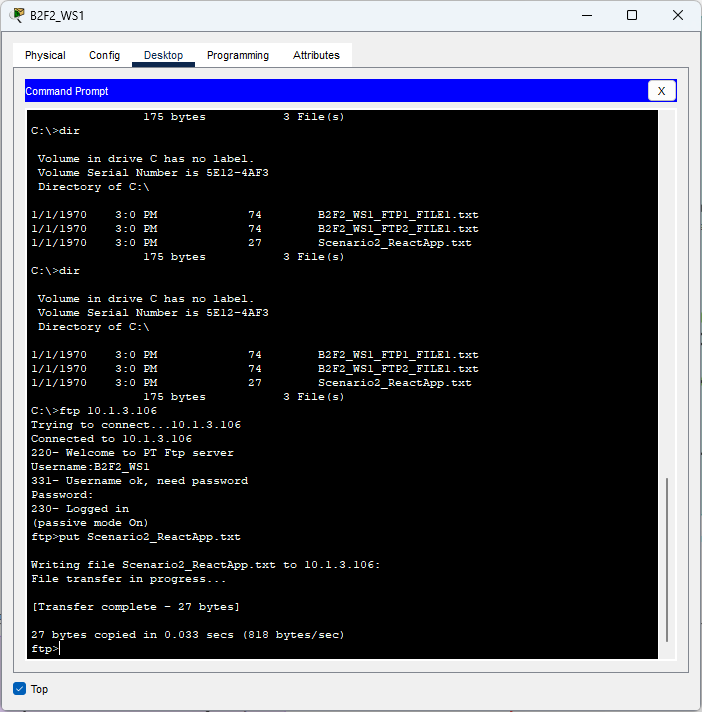 B2F2_WS1
Physical Config Desktop Programming Attributes
Command Prompt X
175 bytes 3 File(s)
C:\>dir
Volume in drive C has no label.
Volume Serial Number is 5E12-4AF3
Directory of C:\
1/1/1970 3:0 PM 74 B2F2_WS1_FTP1_FILE1.txt
1/1/1970 3:0 PM 74 B2F2_WS1_FTP2_FILE1.txt
1/1/1970 3:0 PM 27 Scenario2_ReactApp.txt
175 bytes 3 File(s)
C:\>dir
Volume in drive C has no label.
Volume Serial Number is 5E12-4AF3
Directory of C:\
1/1/1970 3:0 PM 74 B2F2_WS1_FTP1_FILE1.txt
1/1/1970 3:0 PM 74 B2F2_WS1_FTP2_FILE1.txt
1/1/1970 3:0 PM 27 Scenario2_ReactApp.txt
175 bytes 3 File(s)
C:\>ftp 10.1.3.106
Trying to connect...10.1.3.106
Connected to 10.1.3.106
220- Welcome to PT Ftp server
Username:B2F2_WS1
331- Username ok, need password
Password:
230- Logged in
(passive mode On)
ftp>put Scenario2_ReactApp.txt
Writing file Scenario2_ReactApp.txt to 10.1.3.106:
File transfer in progress...
[Transfer complete - 27 bytes]
27 bytes copied in 0.033 secs (818 bytes/sec)
ftp>
Top